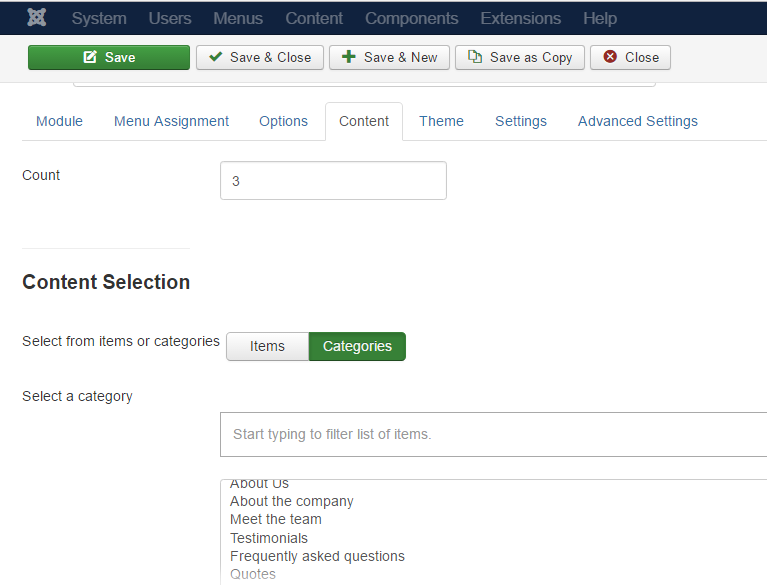 System Users Menus Content Components Extensions Help
Save Save & Close Save & New Save as Copy Close
Module Menu Assignment Options Content Theme Settings Advanced Settings
Count 3
Content Selection
Select from items or categories Items Categories
Select a category
Start typing to filter list of items.
About Us
About the company
Meet the team
Testimonials
Frequently asked questions
Quotes